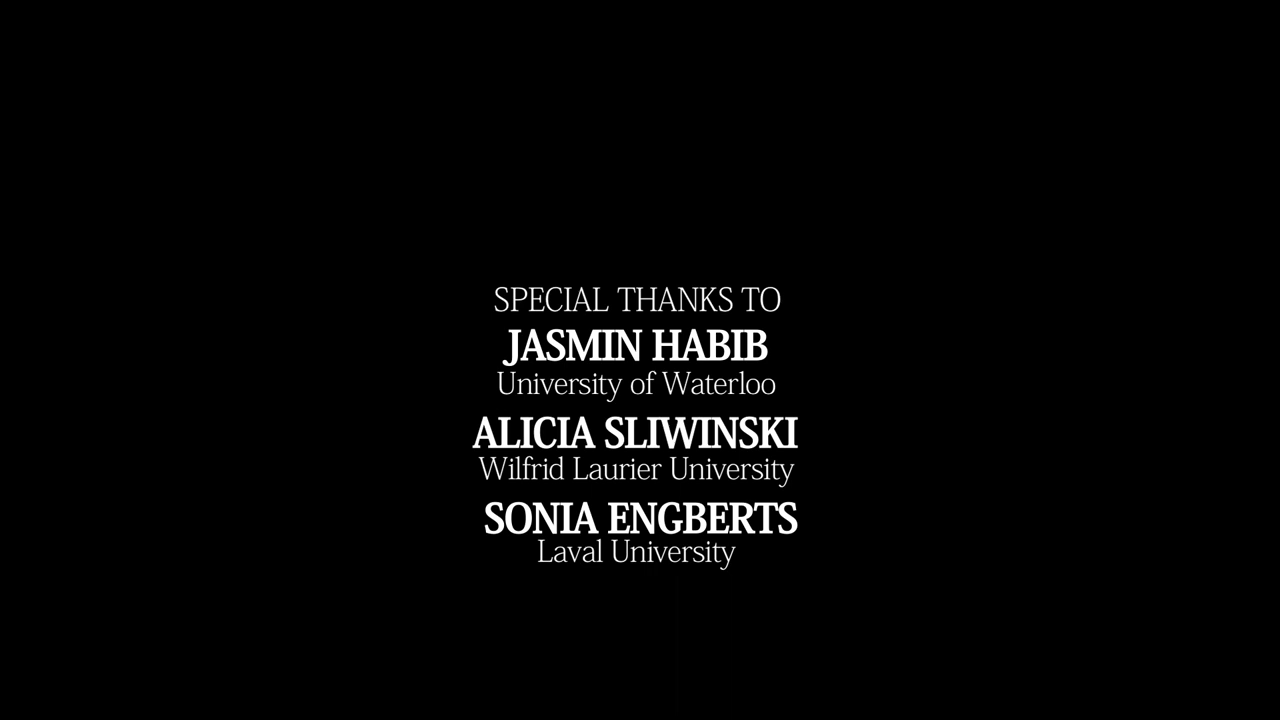 SPECIAL THANKS TO
JASMIN HABIB
University of Waterloo
ALICIA SLIWINSKI
Wilfrid Laurier University
SONIA ENGBERTS
Laval University